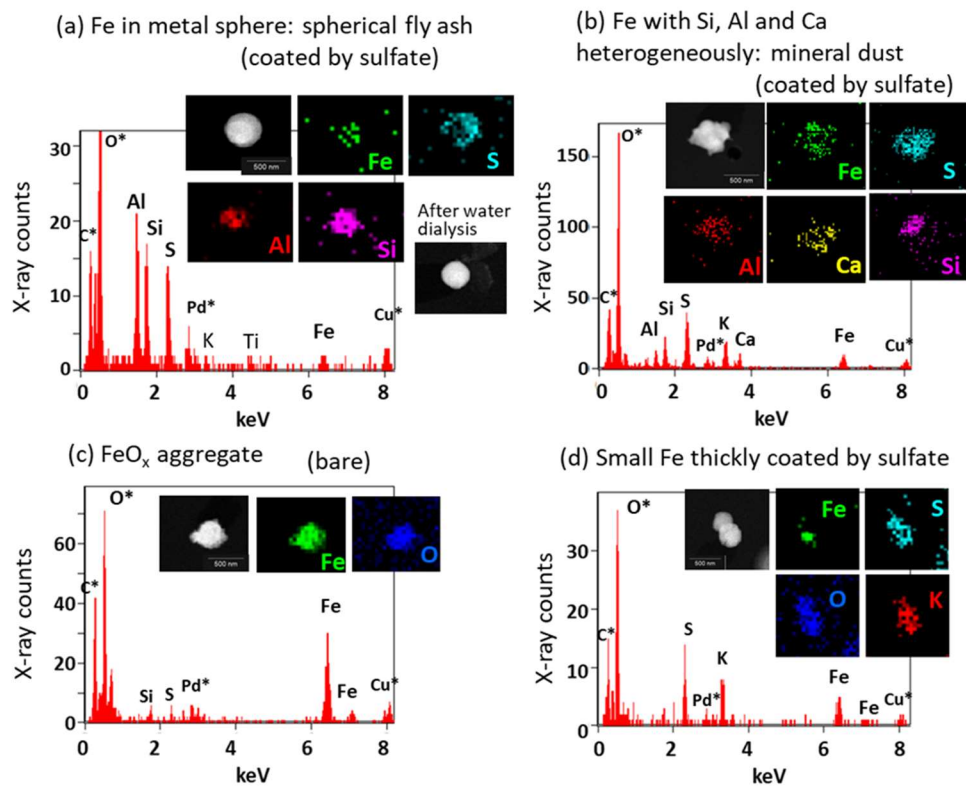 (a) Fe in metal sphere: spherical fly ash
(coated by sulfate)
X-ray counts
30
20
10
0
C*
O*
Al
Si
S
Pd*
K
Ti
Fe
Cu*
500 nm
Fe
S
Al
Si
After water
dialysis
0 2 4 6 8
keV
(b) Fe with Si, Al and Ca
heterogeneously: mineral dust
(coated by sulfate)
X-ray counts
150
100
50
0
C*
O*
Al
Si
S
Pd*
K
Ca
Fe
Cu*
500 nm
Fe
S
Al
Ca
Si
0 2 4 6 8
keV
(c) FeOₓ aggregate
(bare)
X-ray counts
60
40
20
0
C*
O*
Si
S
Pd*
Fe
Fe
Cu*
500 nm
Fe
O
0 2 4 6 8
keV
(d) Small Fe thickly coated by sulfate
X-ray counts
30
20
10
0
C*
O*
S
Pd*
K
Fe
Fe
Cu*
500 nm
Fe
S
O
K
0 2 4 6 8
keV